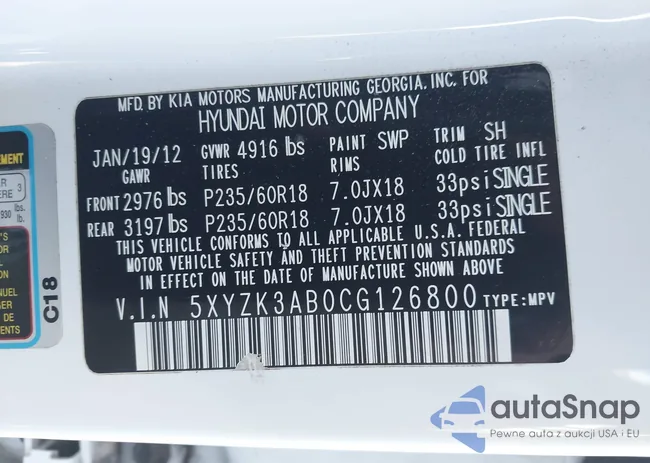 MFD. BY KIA MOTORS MANUFACTURING GEORGIA, INC. FOR
HYUNDAI MOTOR COMPANY
JAN/19/12 GVWR 4916 lbs PAINT SWP TRIM SH
GAWR TIRES RIMS COLD TIRE INFL
FRONT 2976 lbs P235/60R18 7.0JX18 33psi SINGLE
REAR 3197 lbs P235/60R18 7.0JX18 33psi SINGLE
THIS VEHICLE CONFORMS TO ALL APPLICABLE U.S.A. FEDERAL
MOTOR VEHICLE SAFETY AND THEFT PREVENTION STANDARDS
IN EFFECT ON THE DATE OF MANUFACTURE SHOWN ABOVE
V.I.N 5XYZK3AB0CG126800 TYPE: MPV
C18
3
930 lbs
lb.
autaSnap
Pewne auta z aukcji USA i EU